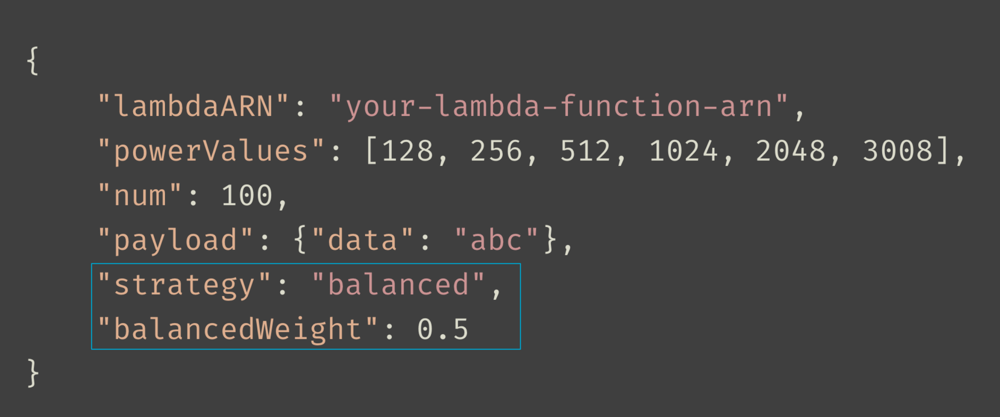 {
"lambdaARN": "your-lambda-function-arn",
"powerValues": [128, 256, 512, 1024, 2048, 3008],
"num": 100,
"payload": {"data": "abc"},
"strategy": "balanced",
"balancedWeight": 0.5
}